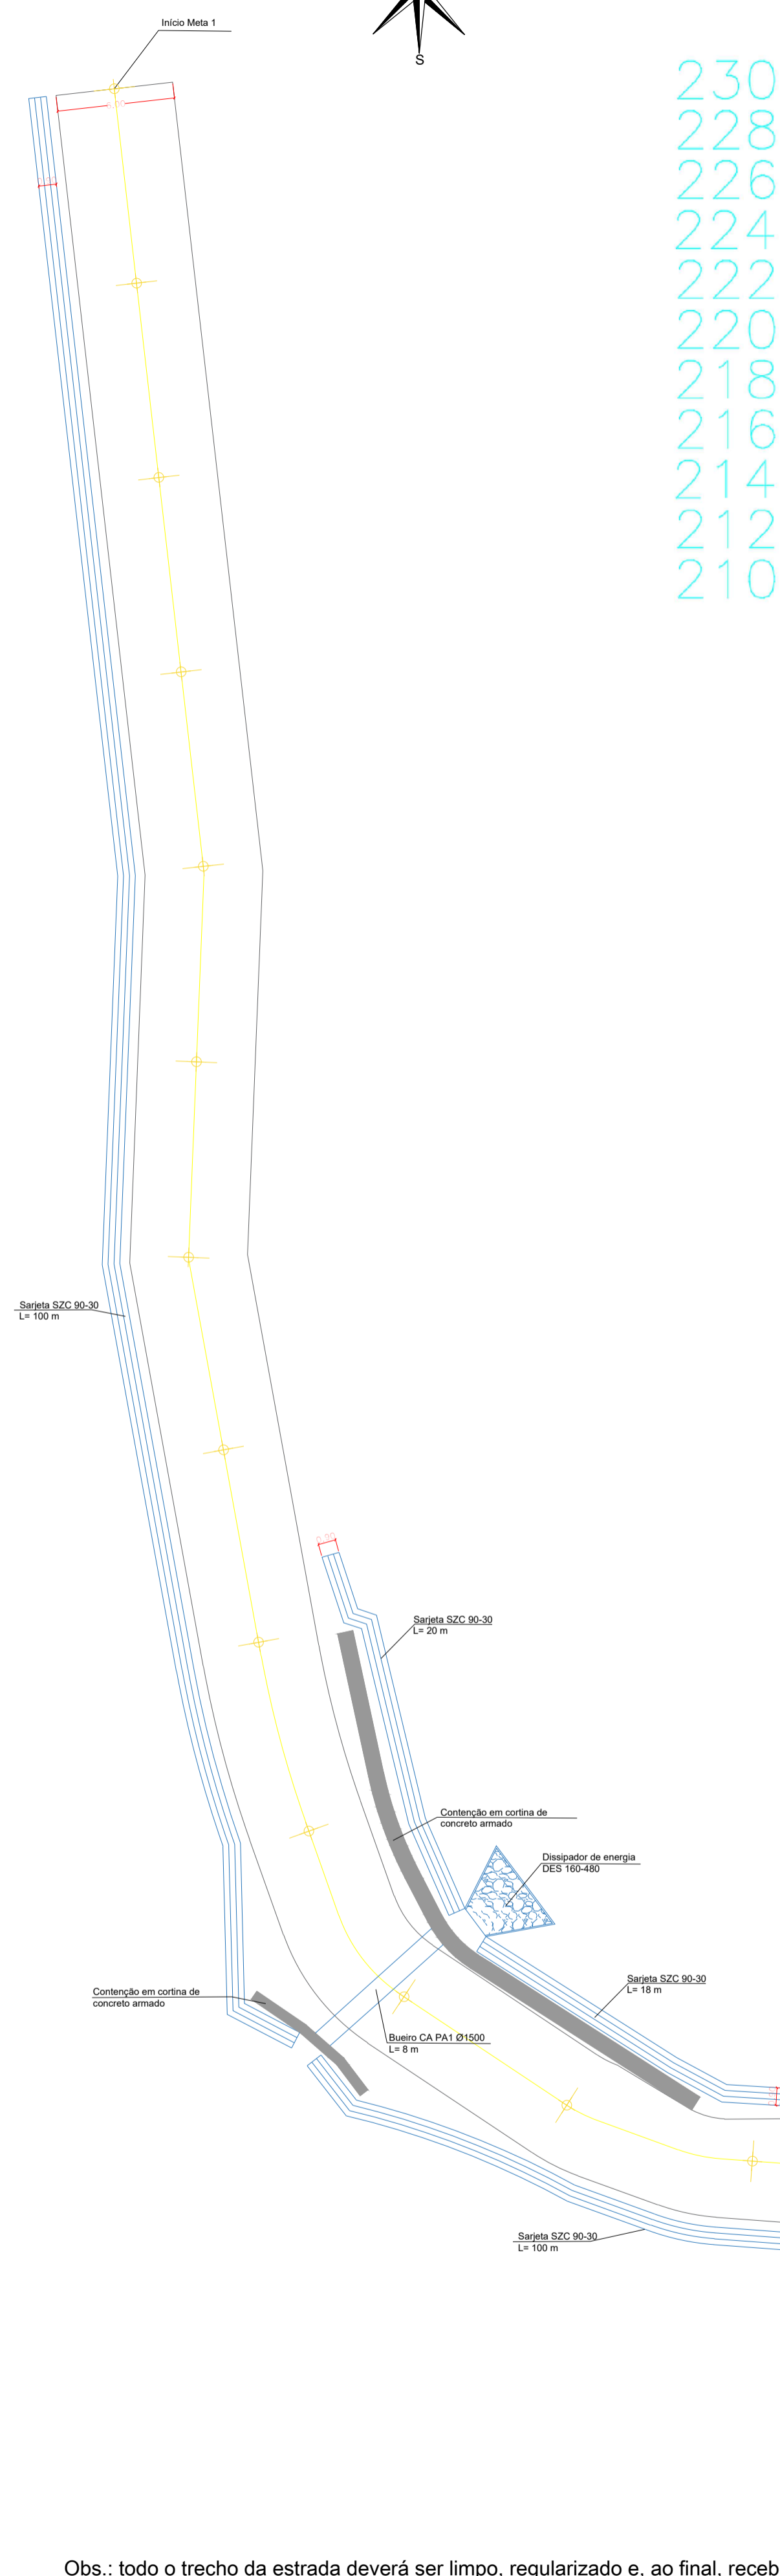 Início Meta 1
S
230
228
226
224
222
220
218
216
214
212
210
Sarjeta SZC 90-30
L= 100 m
Sarjeta SZC 90-30
L= 20 m
Contenção em cortina de
concreto armado
Dissipador de energia
DES 160-480
Sarjeta SZC 90-30
L= 18 m
Contenção em cortina de
concreto armado
Bueiro CA PA1 Ø1500
L= 8 m
Sarjeta SZC 90-30
L= 100 m
Obs.: todo o trecho da estrada deverá ser limpo, regularizado e, ao final, receb